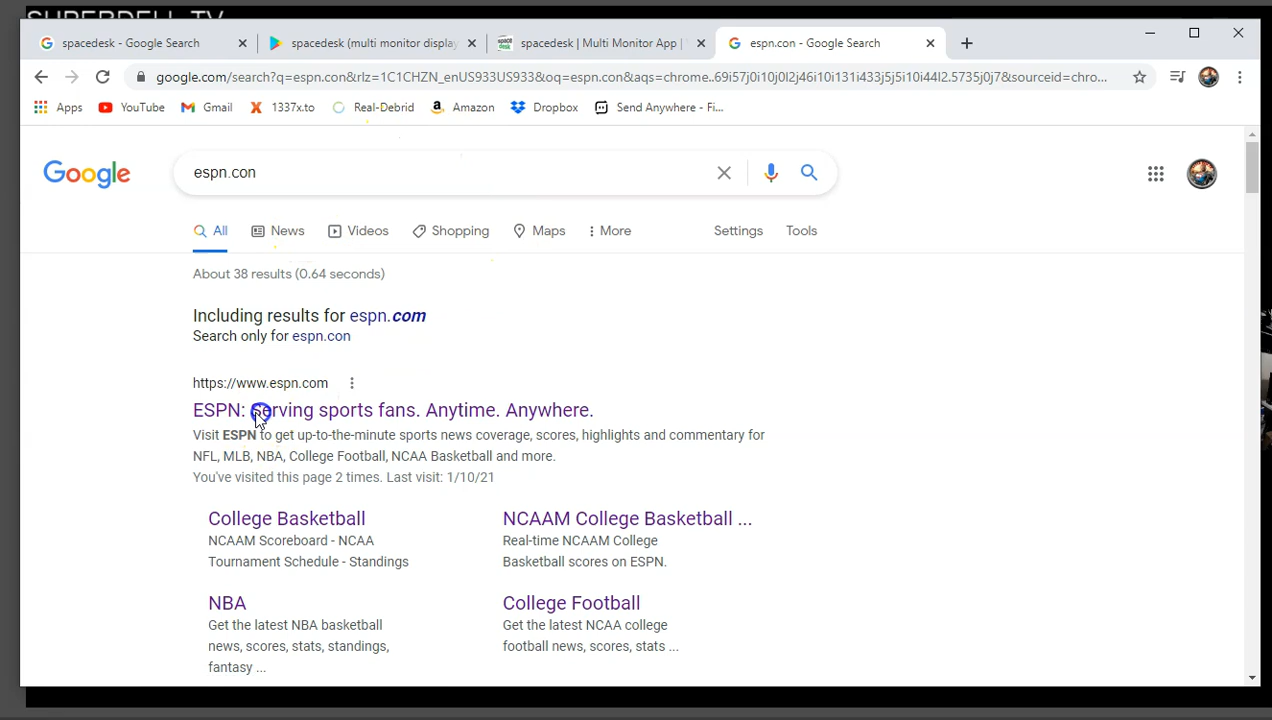 SUPERDELL TV
spacedesk - Google Search
spacedesk (multi monitor display
spacedesk | Multi Monitor App |
espn.con - Google Search
google.com/search?q=espn.con&rlz=1C1CHZN_enUS933US933&oq=espn.con&aqs=chrome..69i57j0i10j0l2j46i10i131i433j5j5i10i44l2.5735j0j7&sourceid=chro...
Apps
YouTube
Gmail
1337x.to
Real-Debrid
Amazon
Dropbox
Send Anywhere - Fi...
Google
espn.con
All
News
Videos
Shopping
Maps
More
Settings
Tools
About 38 results (0.64 seconds)
Including results for espn.com
Search only for espn.con
https://www.espn.com
ESPN: Serving sports fans. Anytime. Anywhere.
Visit ESPN to get up-to-the-minute sports news coverage, scores, highlights and commentary for
NFL, MLB, NBA, College Football, NCAA Basketball and more.
You've visited this page 2 times. Last visit: 1/10/21
College Basketball
NCAAM Scoreboard - NCAA
Tournament Schedule - Standings
NCAAM College Basketball ...
Real-time NCAAM College
Basketball scores on ESPN.
NBA
Get the latest NBA basketball
news, scores, stats, standings,
fantasy ...
College Football
Get the latest NCAA college
football news, scores, stats ...